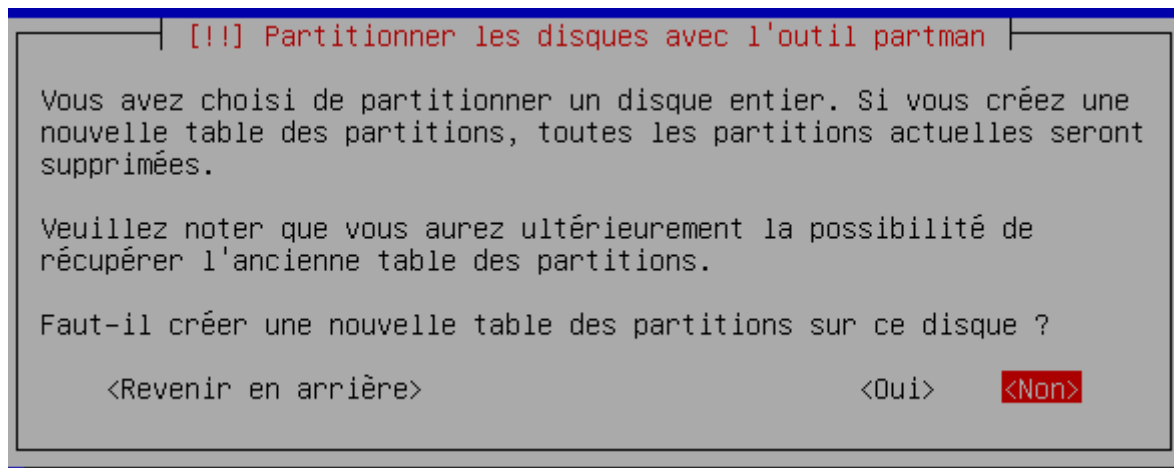 [!!] Partitionner les disques avec l'outil partman
Vous avez choisi de partitionner un disque entier. Si vous créez une
nouvelle table des partitions, toutes les partitions actuelles seront
supprimées.
Veuillez noter que vous aurez ultérieurement la possibilité de
récupérer l'ancienne table des partitions.
Faut-il créer une nouvelle table des partitions sur ce disque ?
<Revenir en arrière> <Oui> <Non>